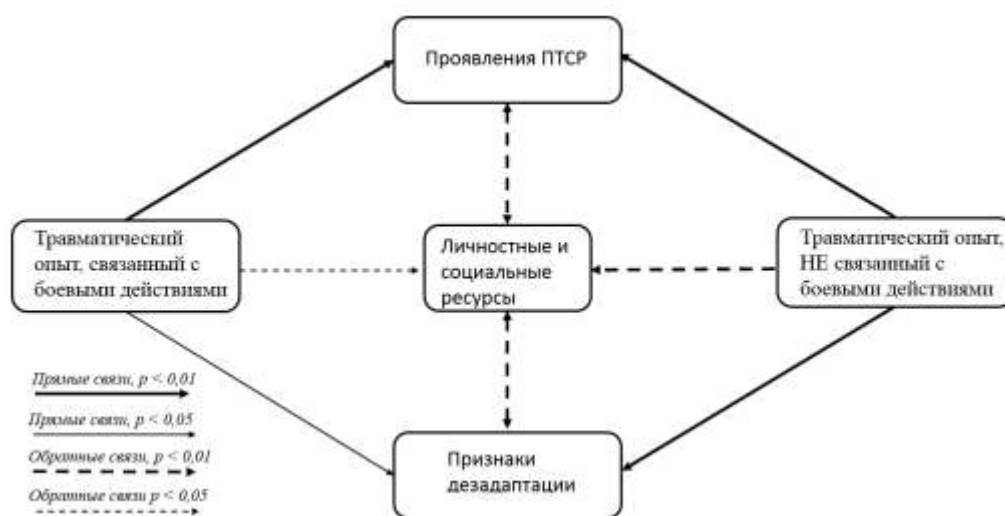 Проявления ПТСР
Травматический
опыт, связанный с
боевыми действиями
Личностные и
социальные
ресурсы
Травматический опыт,
НЕ связанный с
боевыми действиями
Прямые связи, p < 0,01
Прямые связи, p < 0,05
Обратные связи, p < 0,01
Обратные связи p < 0,05
Признаки
дезадаптации